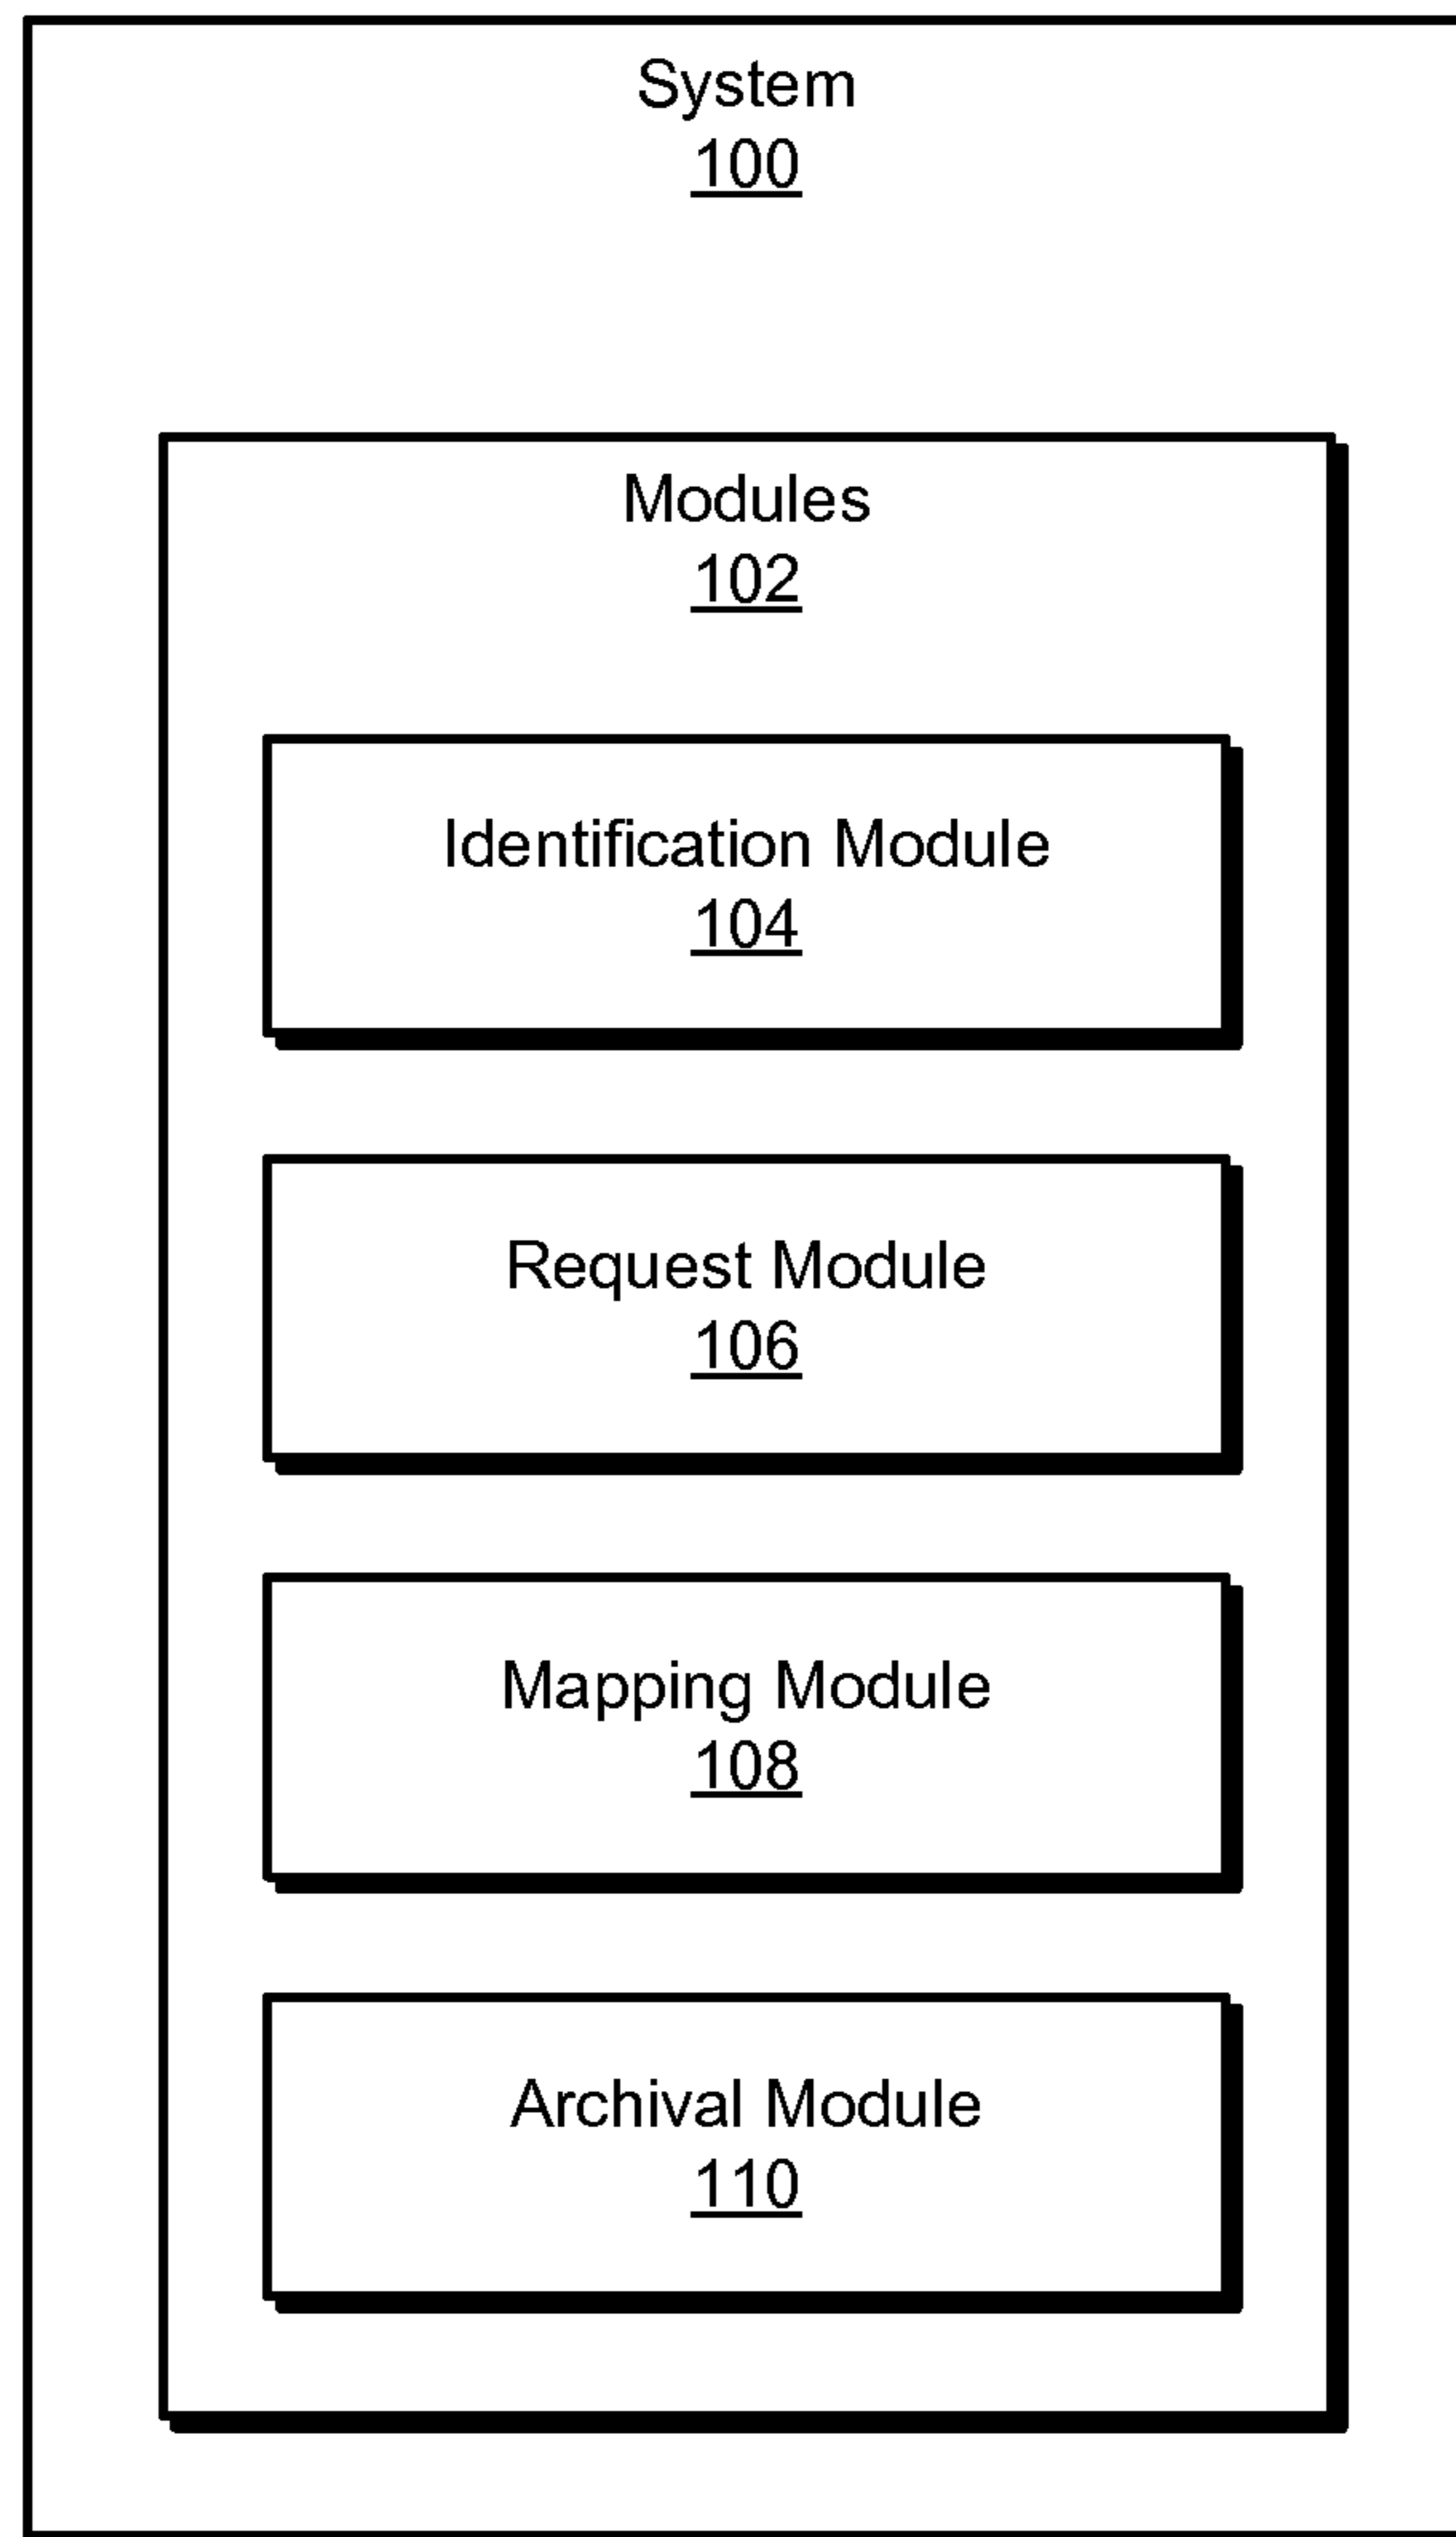 System
100
Modules
102
Identification Module
104
Request Module
106
Mapping Module
108
Archival Module
110